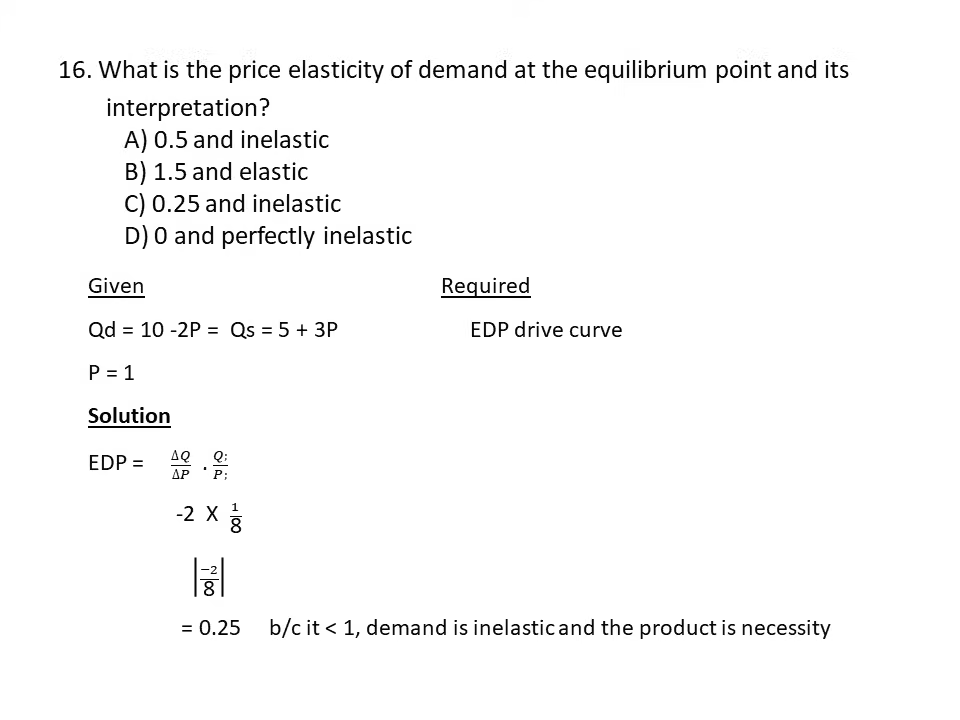 16. What is the price elasticity of demand at the equilibrium point and its
interpretation?
A) 0.5 and inelastic
B) 1.5 and elastic
C) 0.25 and inelastic
D) 0 and perfectly inelastic
Given Required
Qd = 10 -2P = Qs = 5 + 3P EDP drive curve
P = 1
Solution
EDP = ΔQ/ΔP . Q;/P;
-2 X 1/8
|−2/8|
= 0.25 b/c it < 1, demand is inelastic and the product is necessity